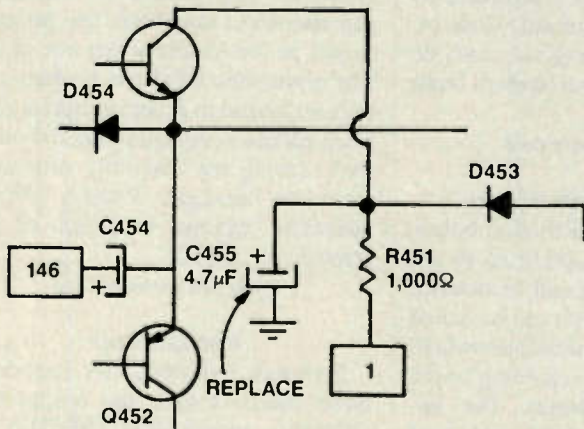 D454
D453
C454
146
+
C455
+
4.7µF
R451
1,000Ω
REPLACE
1
Q452